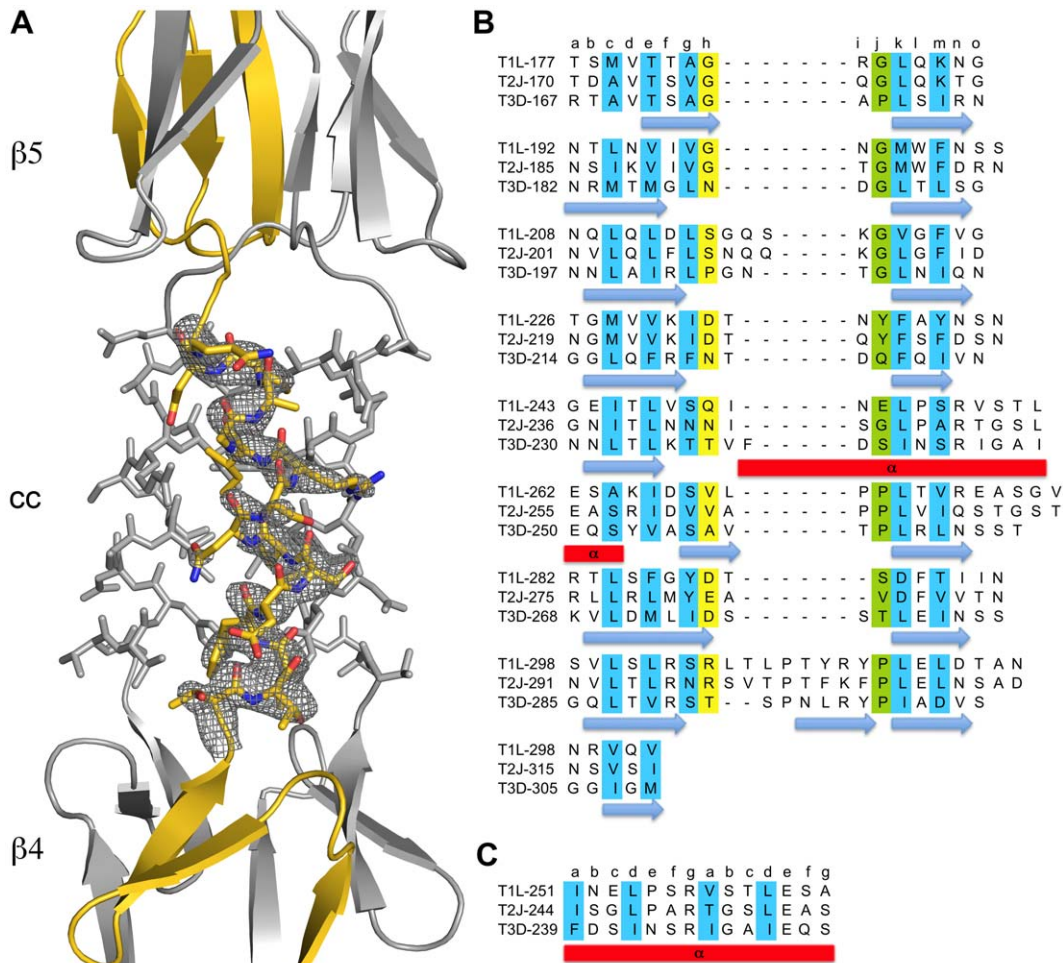 A
β5
cc
β4
B
a b c d e f g h i j k l m n o
T1L-177 T S M V T T A G - - - - - - - R G L Q K N G
T2J-170 T D A V T S V G - - - - - - - Q G L Q K T G
T3D-167 R T A V T S A G - - - - - - - A P L S I R N
T1L-192 N T L N V I V G - - - - - - - N G M W F N S S
T2J-185 N S I K V I V G - - - - - - - T G M W F D R N
T3D-182 N R M T M G L N - - - - - - - D G L T L S G
T1L-208 N Q L Q L D L S G Q S - - - - K G V G F V G
T2J-201 N V L Q L F L S N Q Q - - - - K G L G F I D
T3D-197 N N L A I R L P G N - - - - - T G L N I Q N
T1L-226 T G M V V K I D T - - - - - - N Y F A Y N S N
T2J-219 N G M V V K I D T - - - - - - Q Y F S F D S N
T3D-214 G G L Q F R F N T - - - - - - D Q F Q I V N
T1L-243 G E I T L V S Q I - - - - - - N E L P S R V S T L
T2J-236 G N I T L N N N I - - - - - - S G L P A R T G S L
T3D-230 N N L T L K T T V F - - - - - D S I N S R I G A I
α
T1L-262 E S A K I D S V L - - - - - - P P L T V R E A S G V
T2J-255 E A S R I D V V A - - - - - - P P L V I Q S T G S T
T3D-250 E Q S Y V A S A V - - - - - - T P L R L N S S T
α
T1L-282 R T L S F G Y D T - - - - - - S D F T I I N
T2J-275 R L L R L M Y E A - - - - - - V D F V V T N
T3D-268 K V L D M L I D S - - - - - - S T L E I N S S
T1L-298 S V L S L R S R L T L P T Y R Y P L E L D T A N
T2J-291 N V L T L R N R S V T P T F K F P L E L N S A D
T3D-285 G Q L T V R S T - - S P N L R Y P I A D V S
T1L-298 N R V Q V
T2J-315 N S V S I
T3D-305 G G I G M
C
a b c d e f g a b c d e f g
T1L-251 I N E L P S R V S T L E S A
T2J-244 I S G L P A R T G S L E A S
T3D-239 F D S I N S R I G A I E Q S
α